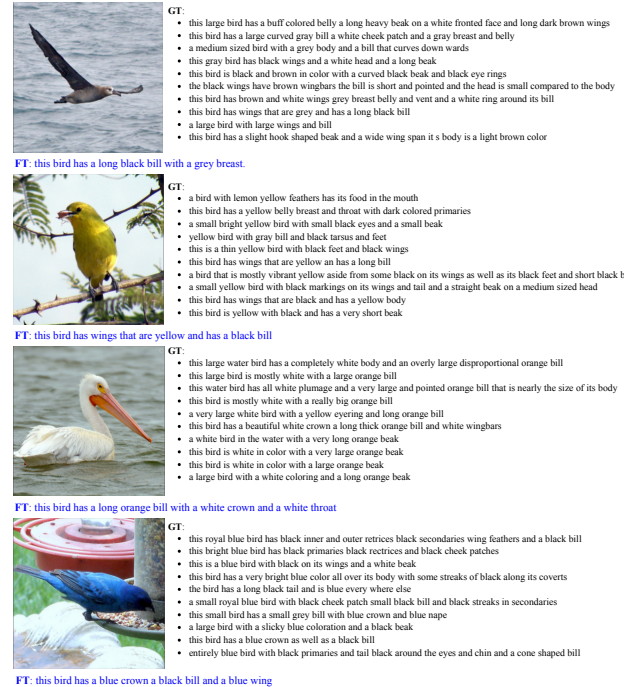 GT:
• this large bird has a buff colored belly a long heavy beak on a white fronted face and long dark brown wings
• this bird has a large curved gray bill a white cheek patch and a gray breast and belly
• a medium sized bird with a grey body and a bill that curves down wards
• this gray bird has black wings and a white head and a long beak
• this bird is black and brown in color with a curved black beak and black eye rings
• the black wings have brown wingbars the bill is short and pointed and the head is small compared to the body
• this bird has brown and white wings grey breast belly and vent and a white ring around its bill
• this bird has wings that are grey and has a long black bill
• a large bird with large wings and bill
• this bird has a slight hook shaped beak and a wide wing span it s body is a light brown color
FT: this bird has a long black bill with a grey breast.
GT:
• a bird with lemon yellow feathers has its food in the mouth
• this bird has a yellow belly breast and throat with dark colored primaries
• a small bright yellow bird with small black eyes and a small beak
• yellow bird with gray bill and black tarsus and feet
• this is a thin yellow bird with black feet and black wings
• this bird has wings that are yellow an has a long bill
• a bird that is mostly vibrant yellow aside from some black on its wings as well as its black feet and short black b
• a small yellow bird with black markings on its wings and tail and a straight beak on a medium sized head
• this bird has wings that are black and has a yellow body
• this bird is yellow with black and has a very short beak
FT: this bird has wings that are yellow and has a black bill
GT:
• this large water bird has a completely white body and an overly large disproportional orange bill
• this large bird is mostly white with a large orange bill
• this water bird has all white plumage and a very large and pointed orange bill that is nearly the size of its body
• this bird is mostly white with a really big orange bill
• a very large white bird with a yellow eyering and long orange bill
• this bird has a beautiful white crown a long thick orange bill and white wingbars
• a white bird in the water with a very long orange beak
• this bird is white in color with a very large orange beak
• this bird is white in color with a large orange beak
• a large bird with a white coloring and a long orange beak
FT: this bird has a long orange bill with a white crown and a white throat
GT:
• this royal blue bird has black inner and outer retrices black secondaries wing feathers and a black bill
• this bright blue bird has black primaries black rectrices and black cheek patches
• this is a blue bird with black on its wings and a white beak
• this bird has a very bright blue color all over its body with some streaks of black along its coverts
• the bird has a long black tail and is blue every where else
• a small royal blue bird with black cheek patch small black bill and black streaks in secondaries
• this small bird has a small grey bill with blue crown and blue nape
• a large bird with a slicky blue coloration and a black beak
• this bird has a blue crown as well as a black bill
• entirely blue bird with black primaries and tail black around the eyes and chin and a cone shaped bill
FT: this bird has a blue crown a black bill and a blue wing